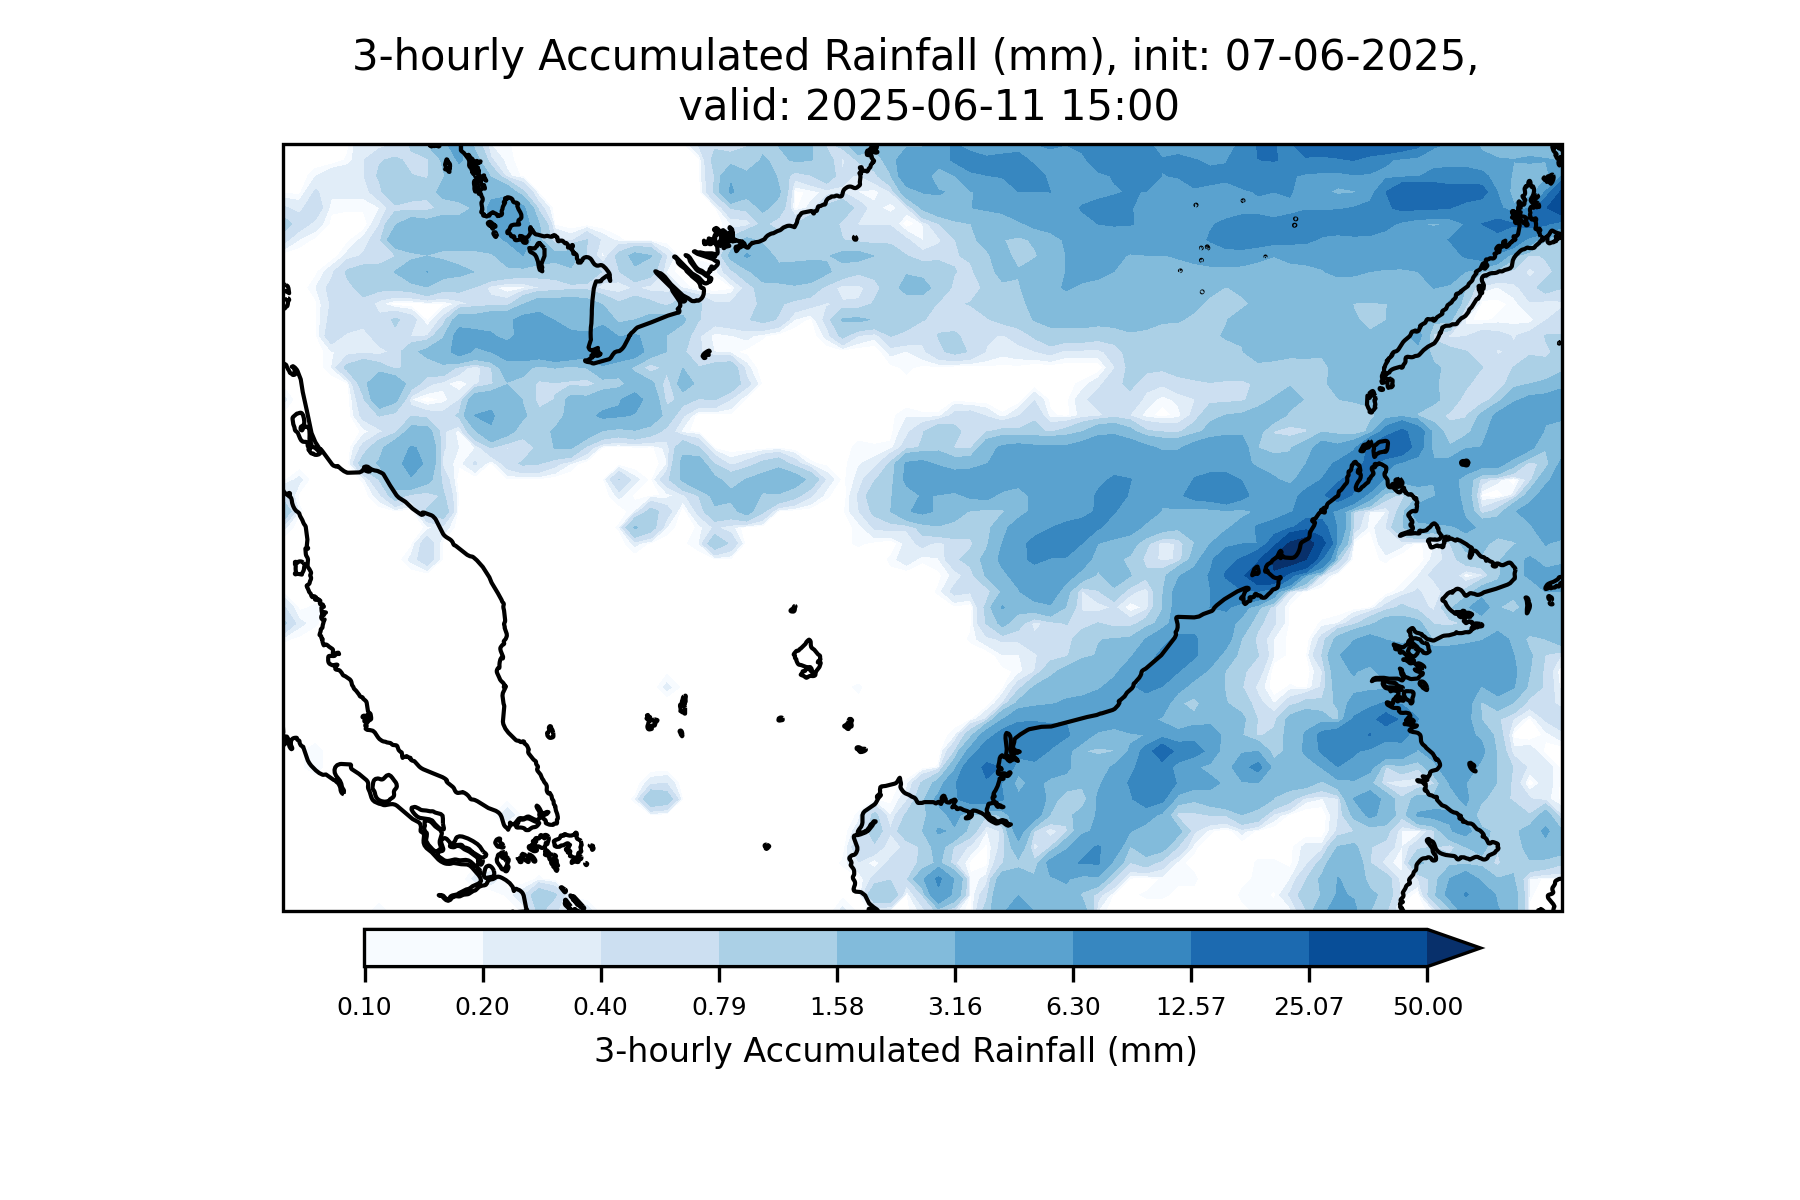 3-hourly Accumulated Rainfall (mm), init: 07-06-2025,
valid: 2025-06-11 15:00
0.10 0.20 0.40 0.79 1.58 3.16 6.30 12.57 25.07 50.00
3-hourly Accumulated Rainfall (mm)